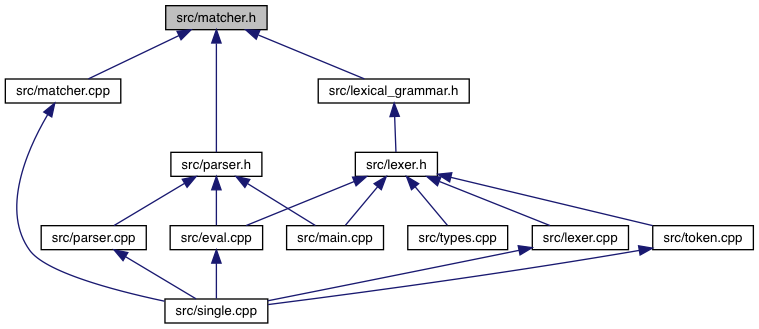 src/matcher.h
src/matcher.cpp
src/lexical_grammar.h
src/parser.h
src/lexer.h
src/parser.cpp
src/eval.cpp
src/main.cpp
src/types.cpp
src/lexer.cpp
src/token.cpp
src/single.cpp